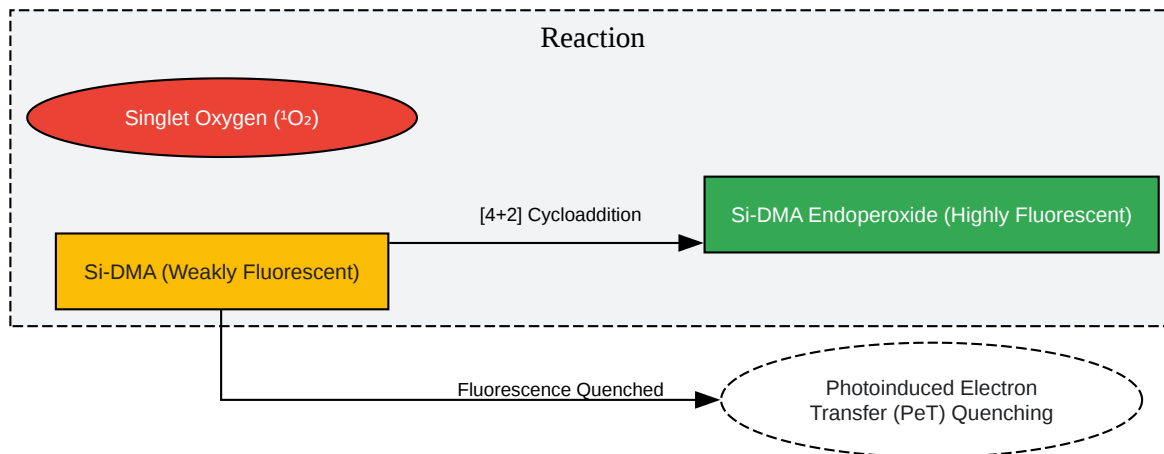 Reaction
Singlet Oxygen (¹O₂)
[4+2] Cycloaddition
Si-DMA Endoperoxide (Highly Fluorescent)
Si-DMA (Weakly Fluorescent)
Fluorescence Quenched
Photoinduced Electron
Transfer (PeT) Quenching